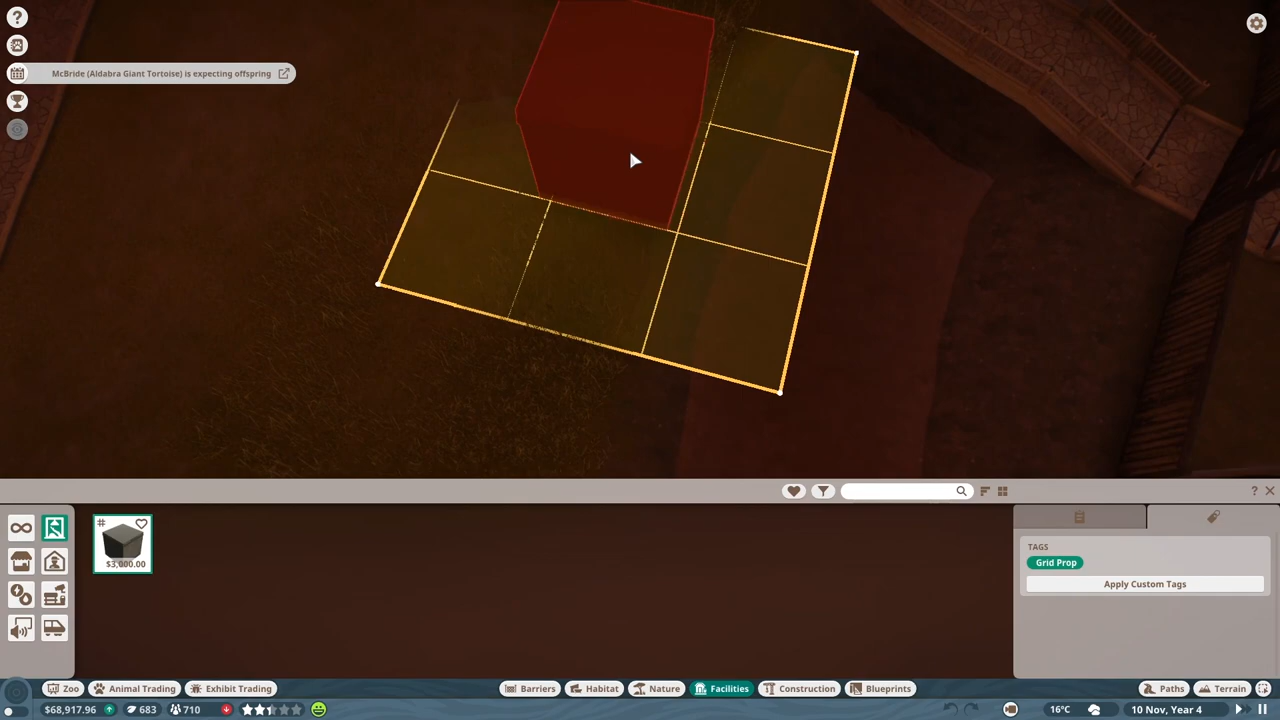 ?
McBride (Aldabra Giant Tortoise) is expecting offspring
?
#
$3,000.00
TAGS
Grid Prop
Apply Custom Tags
Zoo
Animal Trading
Exhibit Trading
Barriers
Habitat
Nature
Facilities
Construction
Blueprints
Paths
Terrain
$68,917.96
683
710
16°C
10 Nov, Year 4